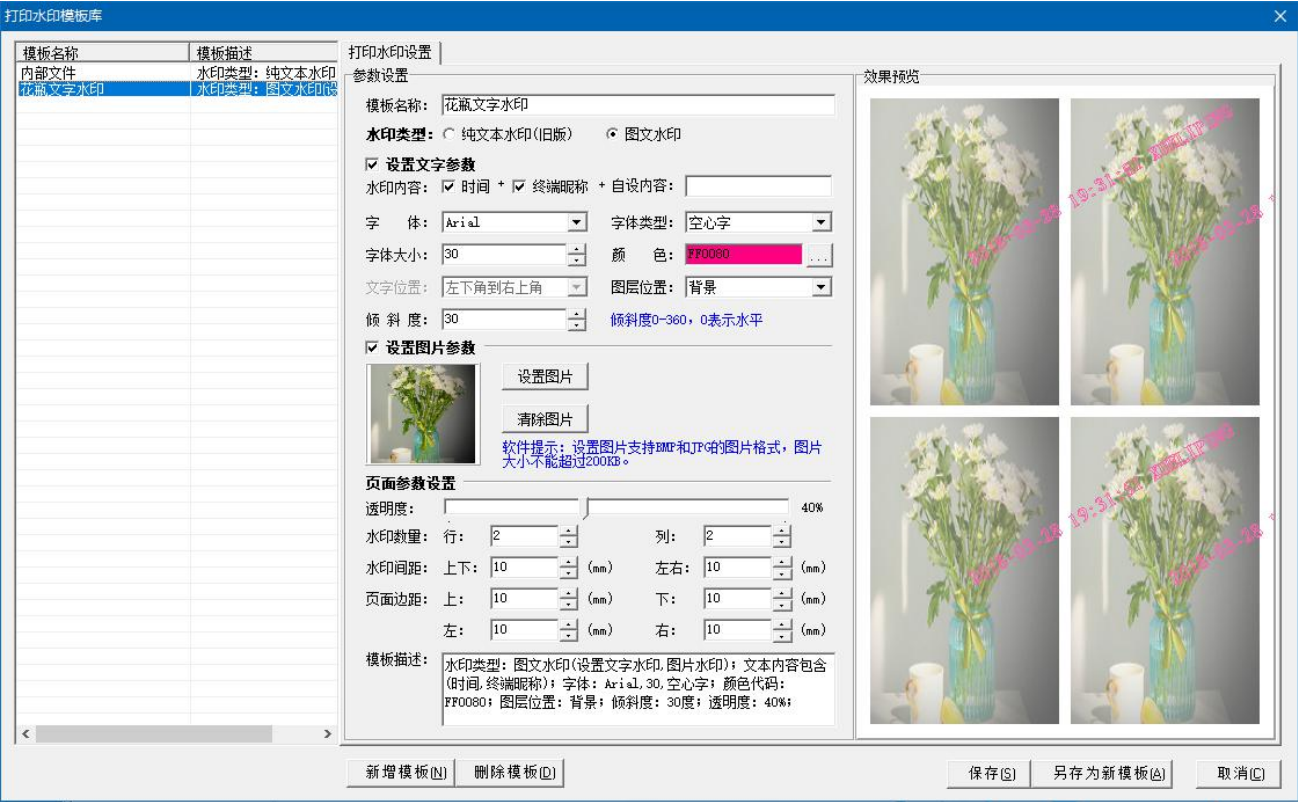 打印水印模板库
模板名称 模板描述
内部文件 水印类型: 纯文本水印
花瓶文字水印 水印类型: 图文水印(设
打印水印设置
参数设置
模板名称: 花瓶文字水印
水印类型: 纯文本水印(旧版) 图文水印
设置文字参数
水印内容: 时间 + 终端昵称 + 自设内容:
字 体: Arial 字体类型: 空心字
字体大小: 30 颜 色: FF0080 ...
文字位置: 左下角到右上角 图层位置: 背景
倾 斜 度: 30 倾斜度0-360, 0表示水平
设置图片参数
设置图片
清除图片
软件提示: 设置图片支持BMP和JPG的图片格式, 图片
大小不能超过200KB。
页面参数设置
透明度: 40%
水印数量: 行: 2 列: 2
水印间距: 上下: 10 (mm) 左右: 10 (mm)
页面边距: 上: 10 (mm) 下: 10 (mm)
左: 10 (mm) 右: 10 (mm)
模板描述: 水印类型: 图文水印(设置文字水印,图片水印); 文本内容包含
(时间,终端昵称); 字体: Arial,30,空心字; 颜色代码:
FF0080; 图层位置: 背景; 倾斜度: 30度; 透明度: 40%;
效果预览
新增模板(N) 删除模板(D) 保存(S) 另存为新模板(A) 取消(C)